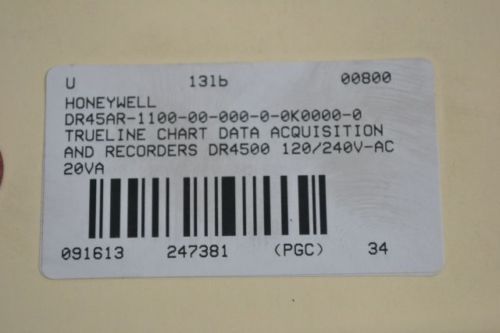 U 13lb 00800
HONEYWELL
DR45AR-1100-00-000-0-0K0000-0
TRUELINE CHART DATA ACQUISITION
AND RECORDERS DR4500 120/240V-AC
20VA
091613 247381 (PGC) 34